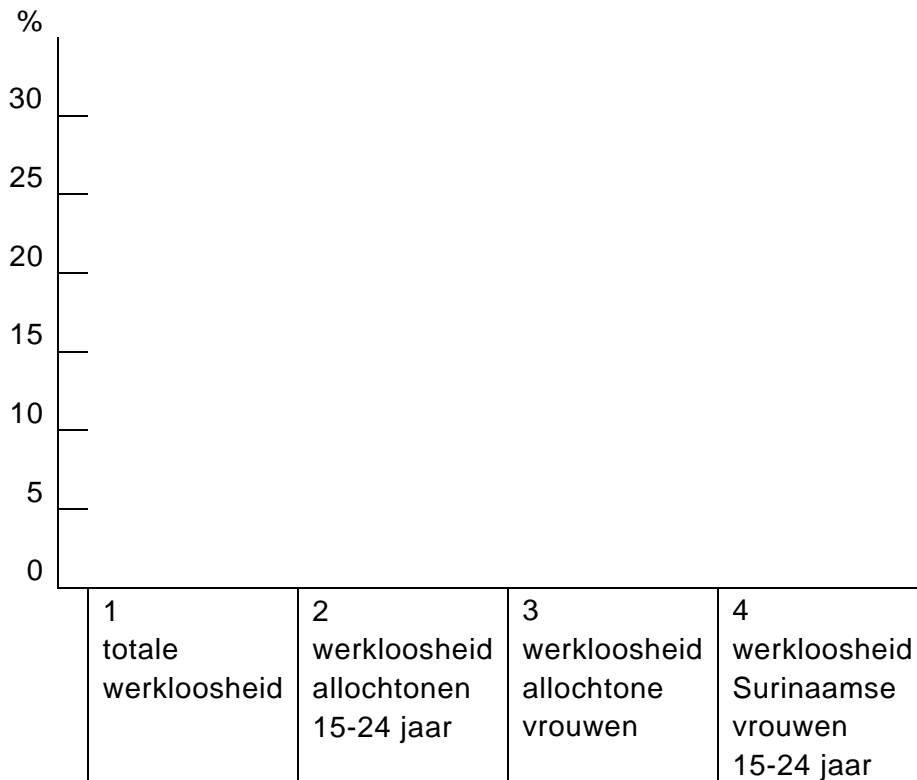 %
30
25
20
15
10
5
0
1
totale
werkloosheid
2
werkloosheid
allochtonen
15-24 jaar
3
werkloosheid
allochtone
vrouwen
4
werkloosheid
Surinaamse
vrouwen
15-24 jaar